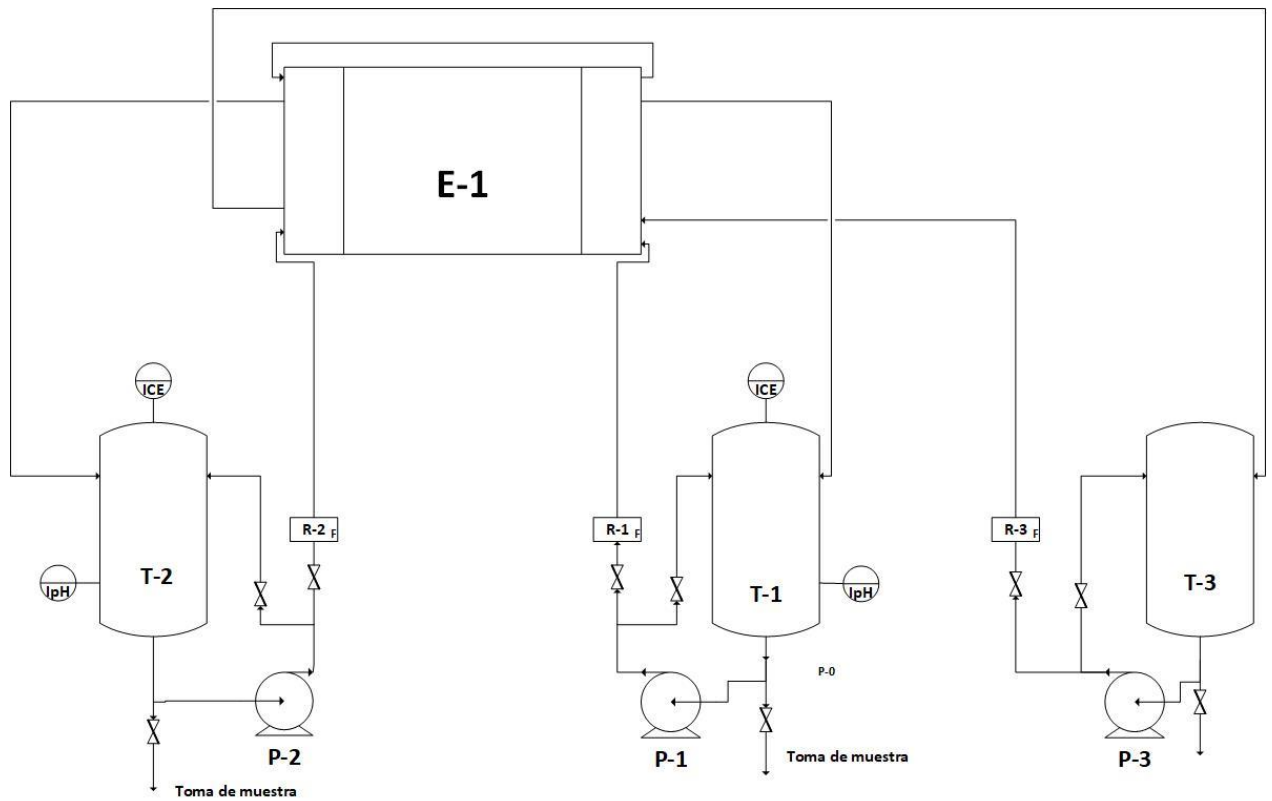 E-1
ICE
ICE
R-2 F
R-1 F
R-3 F
T-2
T-1
T-3
IpH
IpH
P-0
P-2
P-1
P-3
Toma de muestra
Toma de muestra